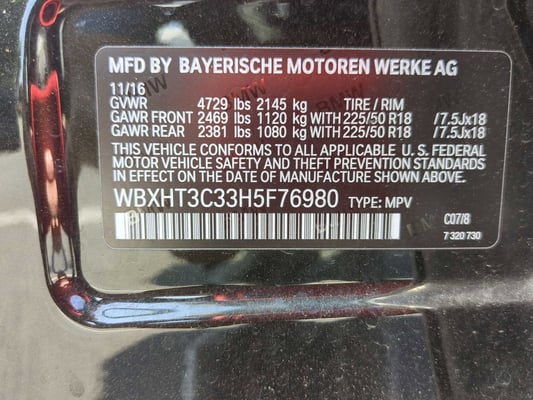 MFD BY BAYERISCHE MOTOREN WERKE AG
11/16
GVWR 4729 lbs 2145 kg TIRE / RIM
GAWR FRONT 2469 lbs 1120 kg WITH 225/50 R18 /7.5Jx18
GAWR REAR 2381 lbs 1080 kg WITH 225/50 R18 /7.5Jx18
THIS VEHICLE CONFORMS TO ALL APPLICABLE U. S. FEDERAL
MOTOR VEHICLE SAFETY AND THEFT PREVENTION STANDARDS
IN EFFECT ON THE DATE OF MANUFACTURE SHOWN ABOVE.
WBXHT3C33H5F76980 TYPE: MPV
C07/8
7 320 730